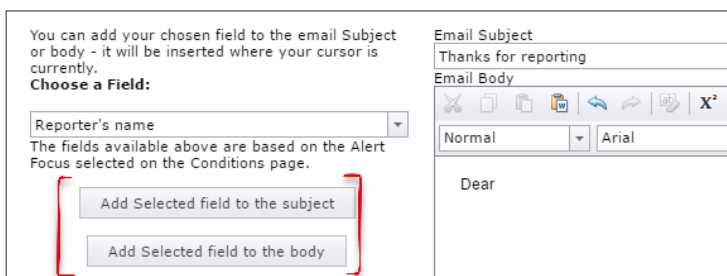 You can add your chosen field to the email Subject
or body - it will be inserted where your cursor is
currently.
Choose a Field:
Reporter's name
The fields available above are based on the Alert
Focus selected on the Conditions page.
Add Selected field to the subject
Add Selected field to the body
Email Subject
Thanks for reporting
Email Body
X²
Normal
Arial
Dear